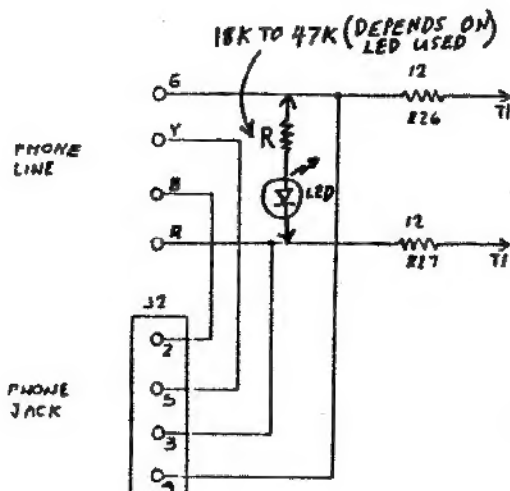 18K TO 47K (DEPENDS ON)
LED USED
G
12
R26
T1
Y
R
PHONE
LINE
B
LED
R
12
R27
T1
J2
2
5
PHONE
JACK
3